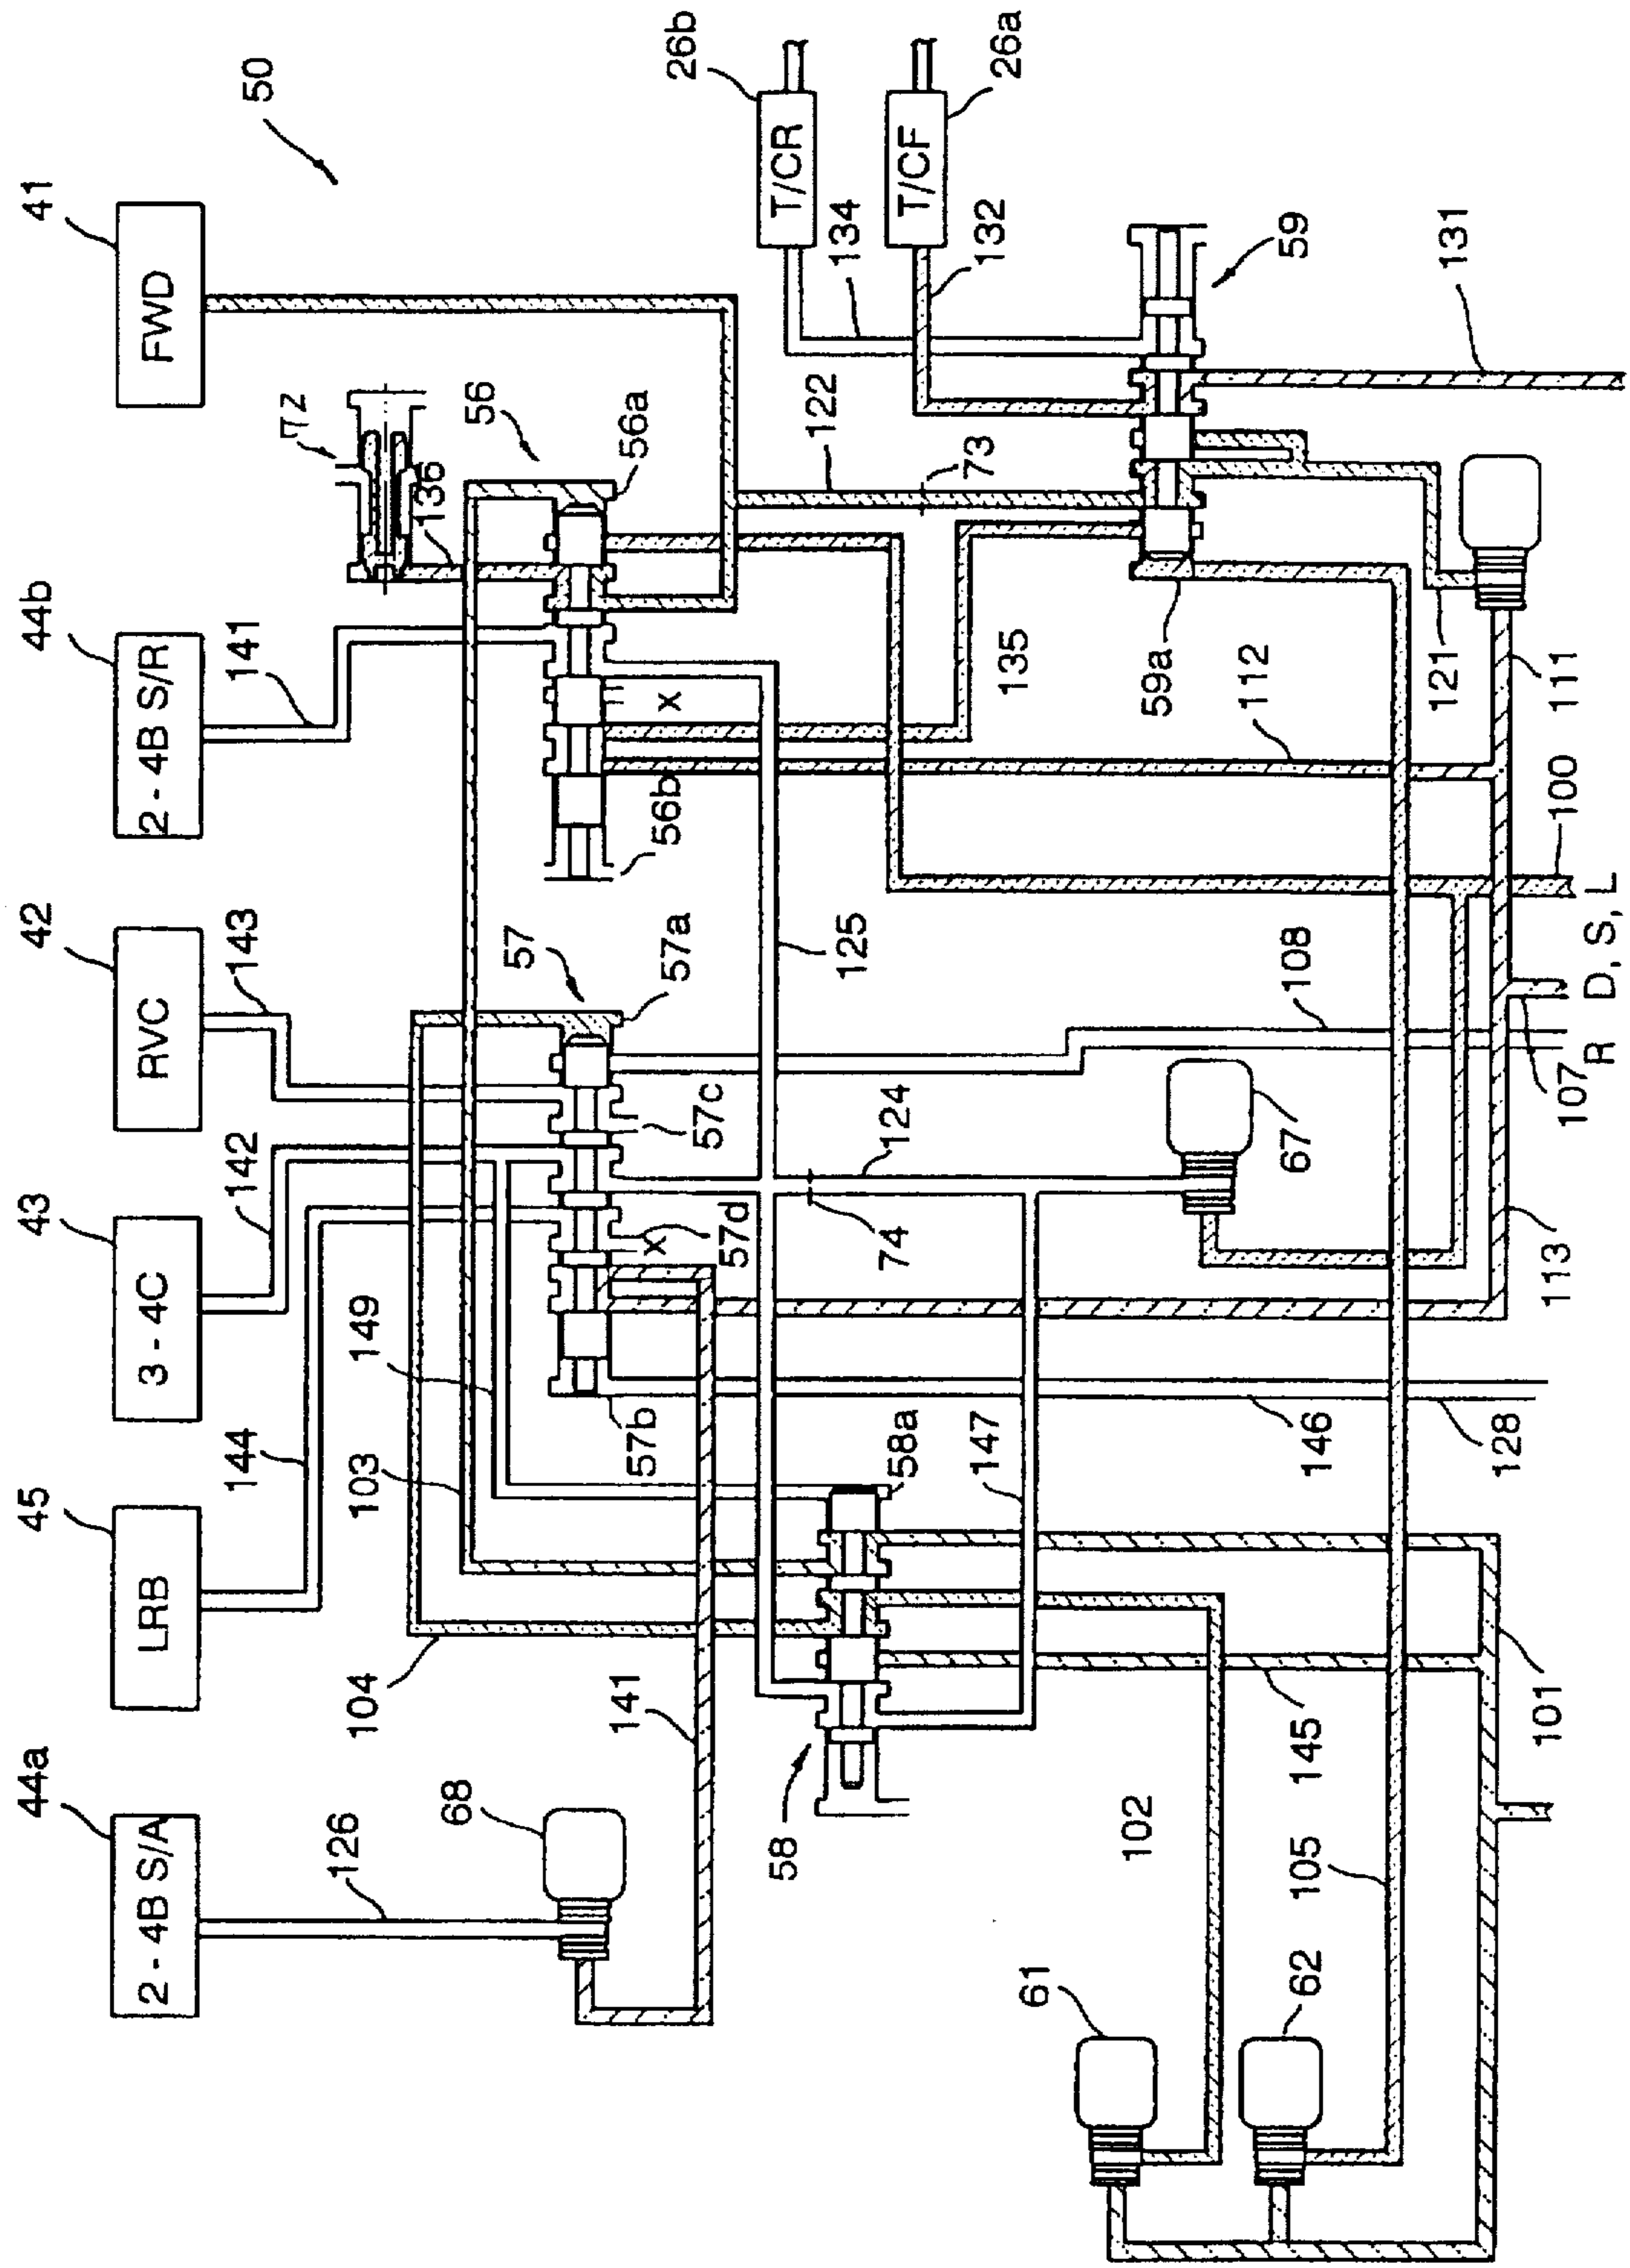 44a
45
43
42
44b
41
2 - 4B S/A
LRB
3 - 4C
RVC
2 - 4B S/R
FWD
50
144
142
143
141
7Z
126
149
136
104
103
57
56
68
57a
56a
141
57b
x
57d
57c
56b
x
26b
T/CR
58
58a
125
122
134
T/CF
74
124
73
132
26a
147
135
61
102
67
59a
59
62
105
145
146
108
112
121
131
101
128
113
107
100
111
R
D, S, L